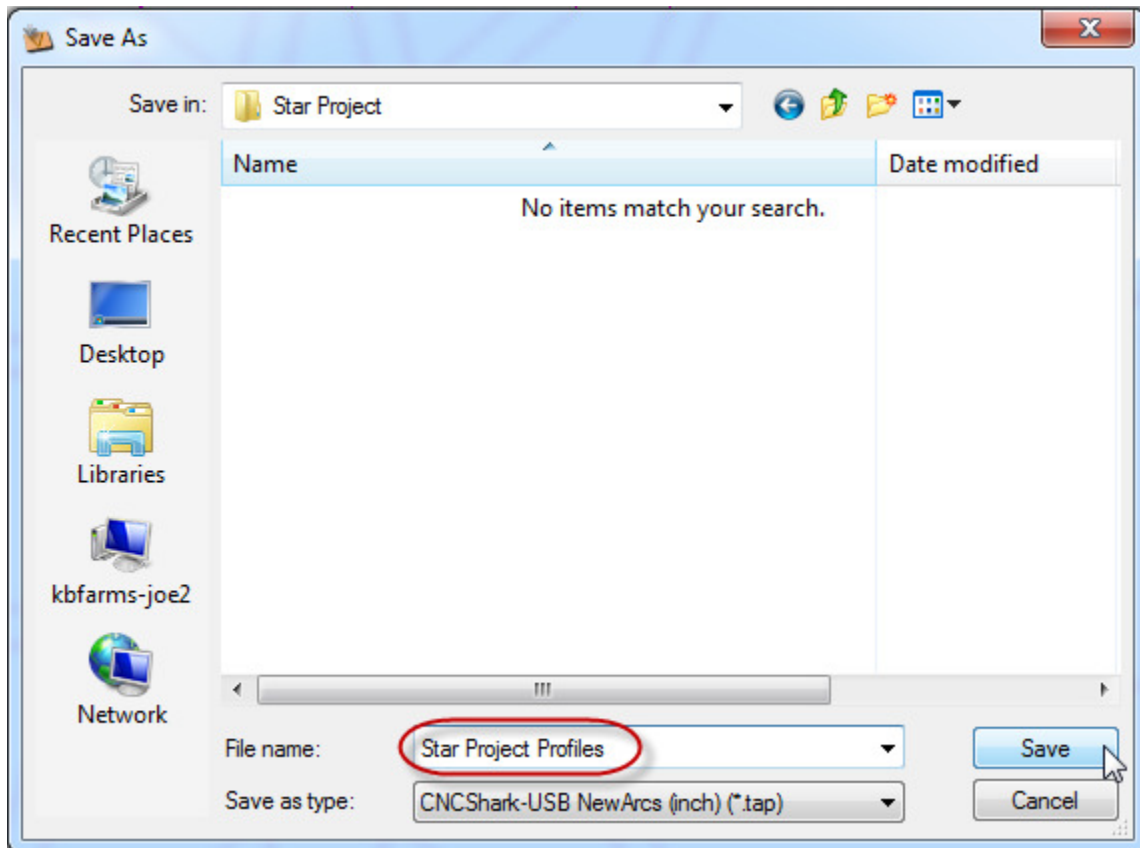 Save As
Save in: Star Project
Name Date modified
No items match your search.
Recent Places
Desktop
Libraries
kbfarms-joe2
Network
File name: Star Project Profiles Save
Save as type: CNCShark-USB NewArcs (inch) (*.tap) Cancel